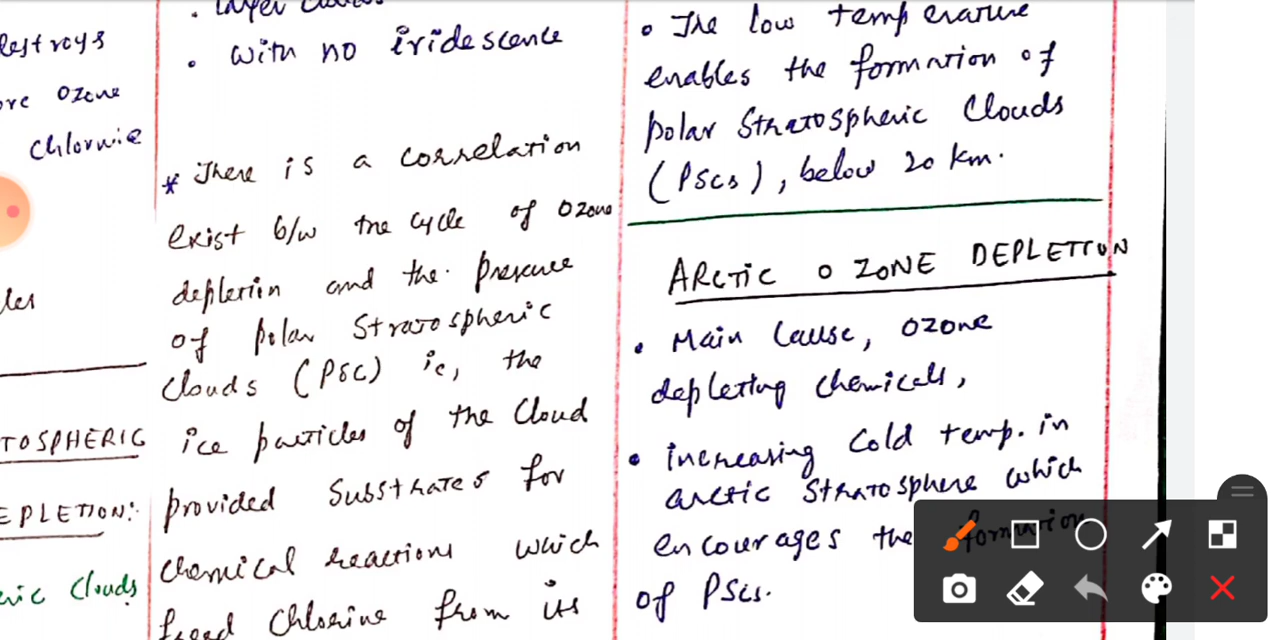 destroys
ozone
chlorine
TOSPHERIC
EPLETION:
Clouds
with no iridescence
* There is a correlation
exist b/w the cycle of ozone
depletion and the presence
of polar stratospheric
clouds (PSC) ie, the
ice particles of the cloud
provided substrates for
chemical reactions which
freed chlorine from its
The low temperature
enables the formation of
polar stratospheric clouds
(PSCs), below 20 km.
ARCTIC OZONE DEPLETION
Main cause, ozone
depleting chemicals,
increasing cold temp. in
arctic stratosphere which
encourages the formation
of PSCs.